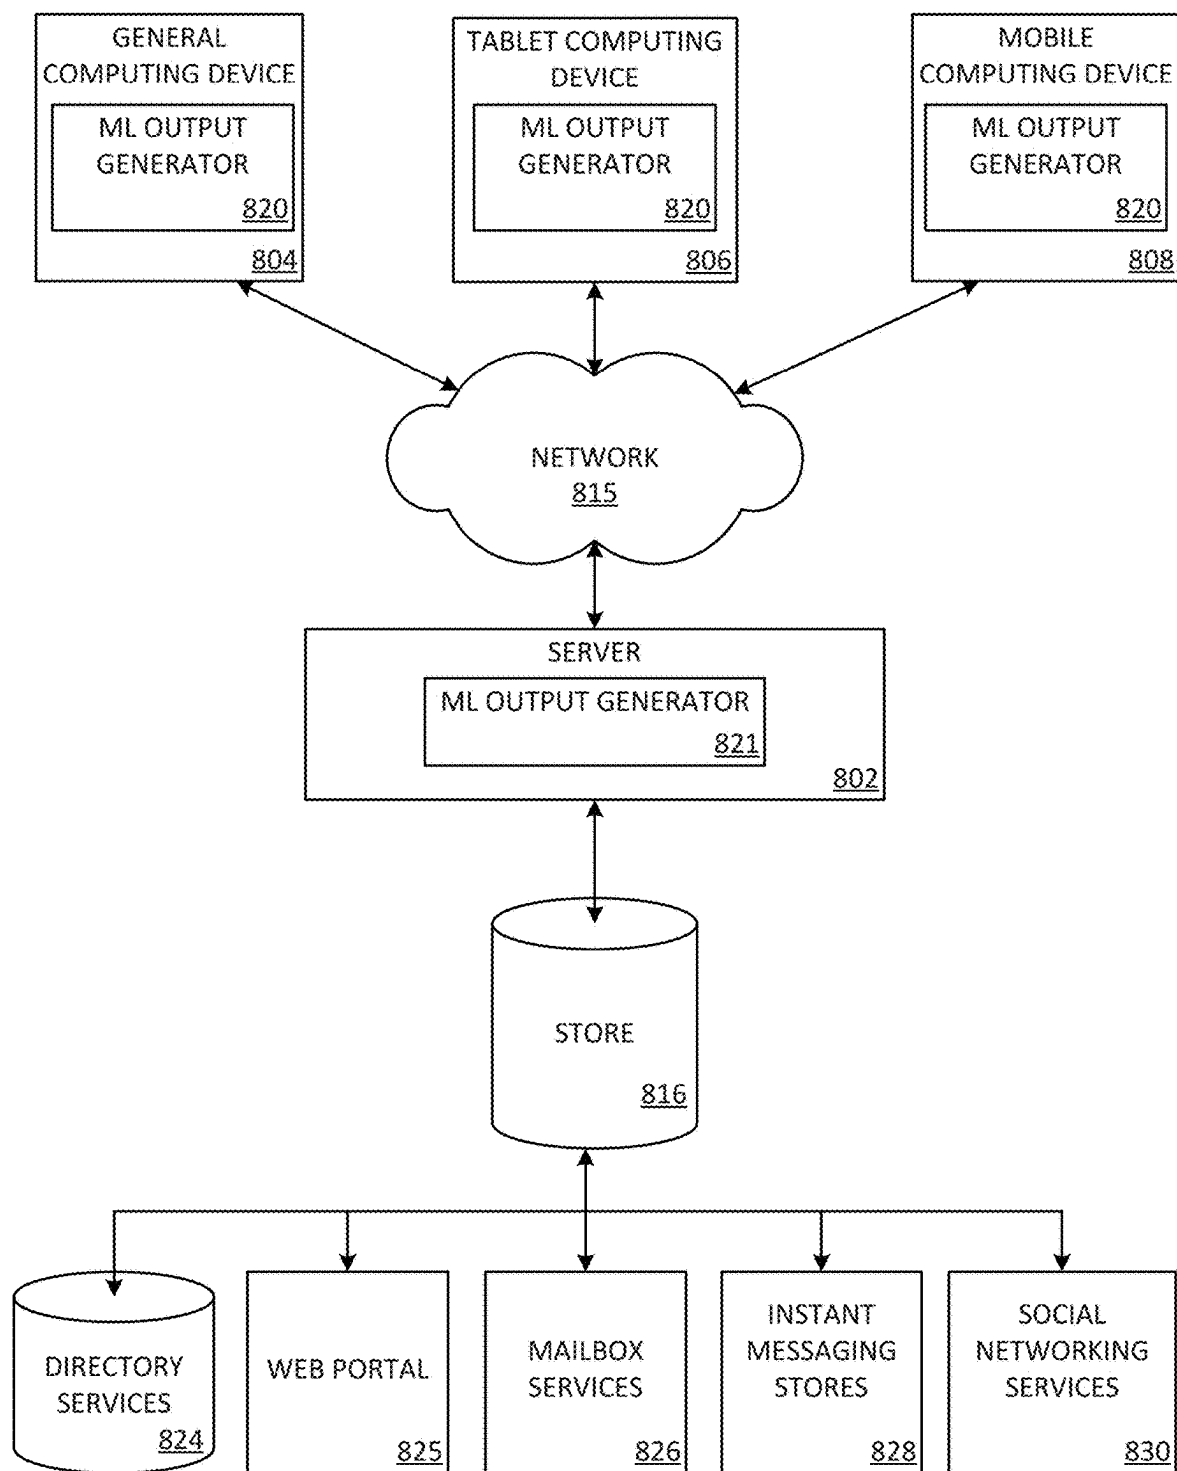 GENERAL
COMPUTING DEVICE
ML OUTPUT
GENERATOR
820
804
TABLET COMPUTING
DEVICE
ML OUTPUT
GENERATOR
820
806
MOBILE
COMPUTING DEVICE
ML OUTPUT
GENERATOR
820
808
NETWORK
815
SERVER
ML OUTPUT GENERATOR
821
802
STORE
816
DIRECTORY
SERVICES
824
WEB PORTAL
825
MAILBOX
SERVICES
826
INSTANT
MESSAGING
STORES
828
SOCIAL
NETWORKING
SERVICES
830